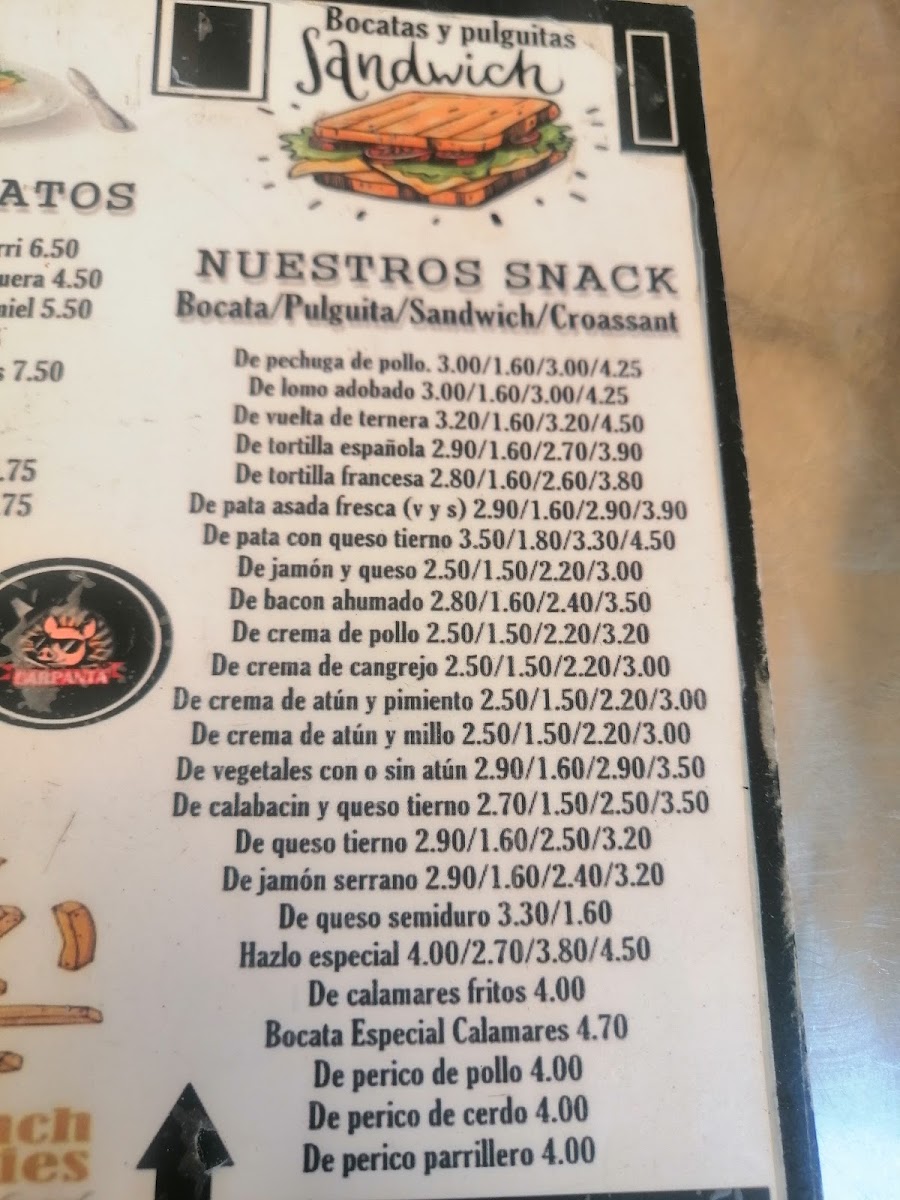 Bocatas y pulguitas
Sandwich
ATOS
rri 6.50
uera 4.50
niel 5.50
7.50
.75
75
CARPANTA
NUESTROS SNACK
Bocata/Pulguita/Sandwich/Croassant
De pechuga de pollo. 3.00/1.60/3.00/4.25
De lomo adobado 3.00/1.60/3.00/4.25
De vuelta de ternera 3.20/1.60/3.20/4.50
De tortilla española 2.90/1.60/2.70/3.90
De tortilla francesa 2.80/1.60/2.60/3.80
De pata asada fresca (v y s) 2.90/1.60/2.90/3.90
De pata con queso tierno 3.50/1.80/3.30/4.50
De jamón y queso 2.50/1.50/2.20/3.00
De bacon ahumado 2.80/1.60/2.40/3.50
De crema de pollo 2.50/1.50/2.20/3.20
De crema de cangrejo 2.50/1.50/2.20/3.00
De crema de atún y pimiento 2.50/1.50/2.20/3.00
De crema de atún y millo 2.50/1.50/2.20/3.00
De vegetales con o sin atún 2.90/1.60/2.90/3.50
De calabacin y queso tierno 2.70/1.50/2.50/3.50
De queso tierno 2.90/1.60/2.50/3.20
De jamón serrano 2.90/1.60/2.40/3.20
De queso semiduro 3.30/1.60
Hazlo especial 4.00/2.70/3.80/4.50
De calamares fritos 4.00
Bocata Especial Calamares 4.70
De perico de pollo 4.00
De perico de cerdo 4.00
De perico parrillero 4.00